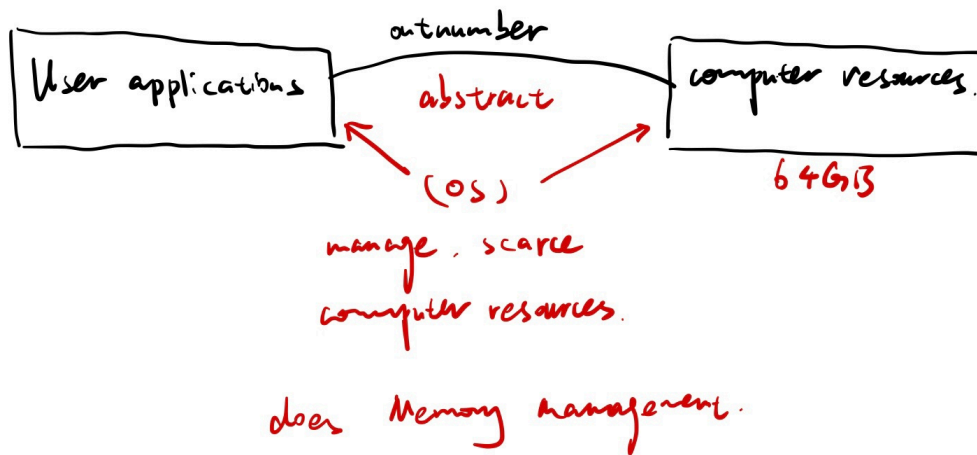 outnumber
User applications
computer resources.
abstract
64GB
(OS)
manage. scarce
computer resources.
does Memory management.